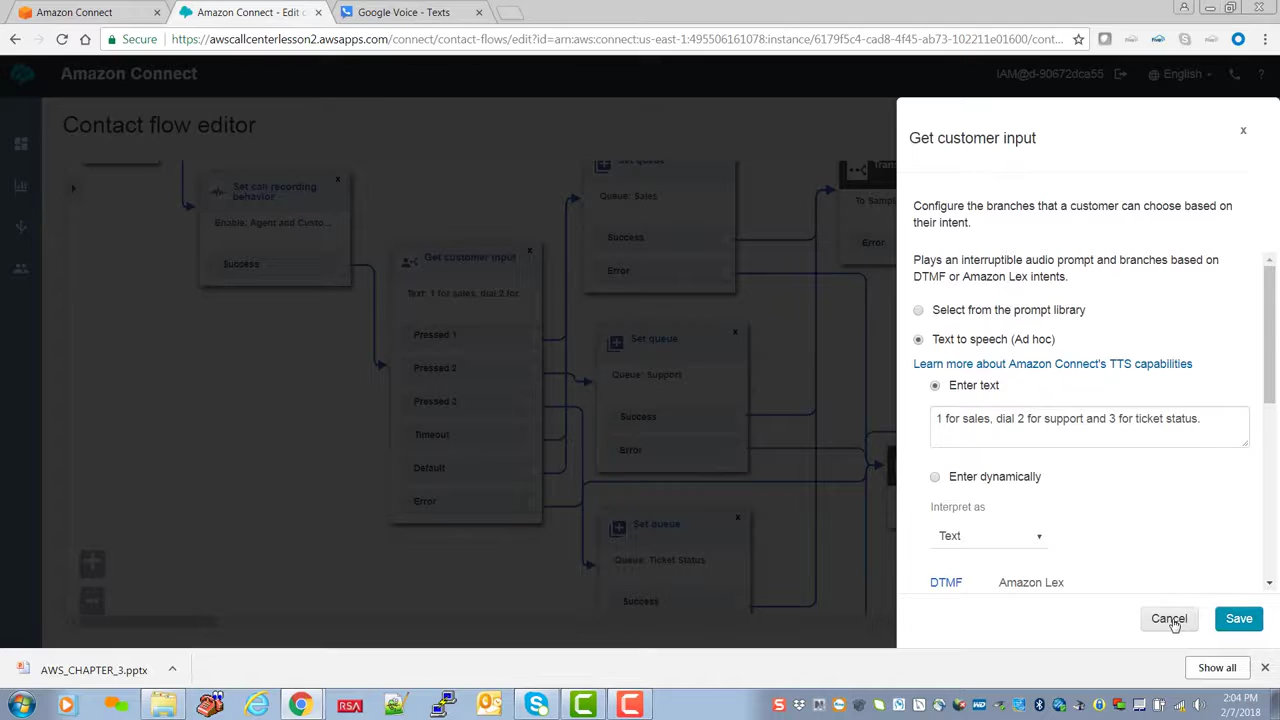 Amazon Connect
Amazon Connect - Edit c
Google Voice - Texts
Secure
https://awscallcenterlesson2.awsapps.com/connect/contact-flows/edit?id=arn:aws:connect:us-east-1:495506161078:instance/6179f5c4-cad8-4f45-ab73-102211e01600/cont...
Amazon Connect
IAM@d-90672dca55
English
?
Contact flow editor
Get customer input
x
Configure the branches that a customer can choose based on
their intent.
Plays an interruptible audio prompt and branches based on
DTMF or Amazon Lex intents.
Select from the prompt library
Text to speech (Ad hoc)
Learn more about Amazon Connect's TTS capabilities
Enter text
1 for sales, dial 2 for support and 3 for ticket status.
Enter dynamically
Interpret as
Text
DTMF
Amazon Lex
Cancel
Save
Set call recording
behavior
x
Enable: Agent and Custo...
Success
Get customer input
x
Text: 1 for sales, dial 2 for
Pressed 1
Pressed 2
Pressed 3
Timeout
Default
Error
Set queue
Queue: Sales
Success
Error
Set queue
x
Queue: Support
Success
Error
Set queue
x
Queue: Ticket Status
Success
To Sampl
Error
AWS_CHAPTER_3.pptx
Show all
RSA
2:04 PM
2/7/2018